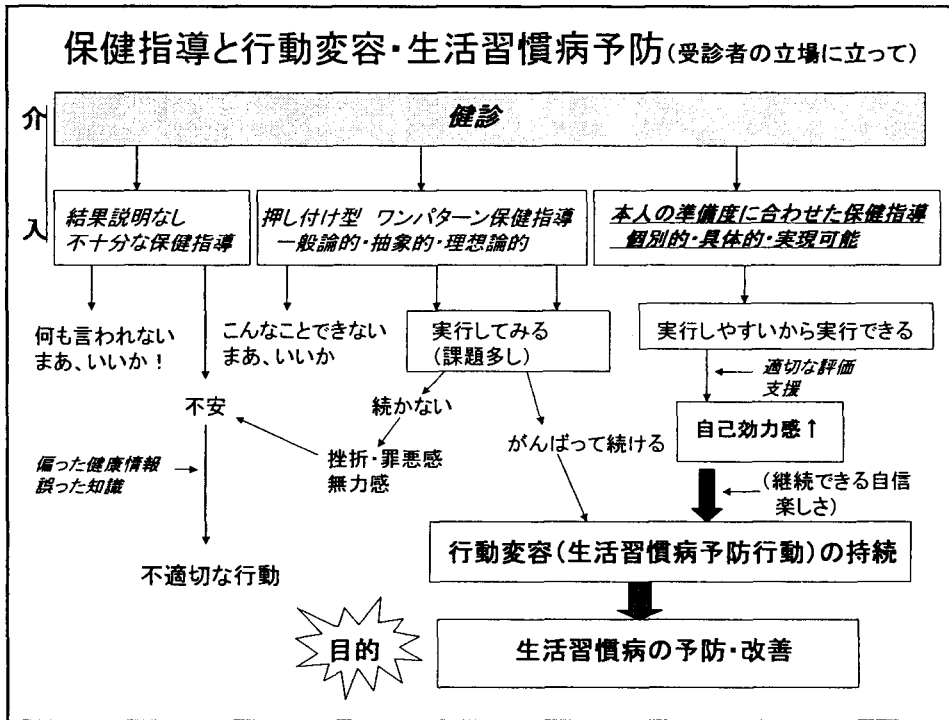 保健指導と行動変容・生活習慣病予防(受診者の立場に立って)
介入
健診
結果説明なし
不十分な保健指導
押し付け型 ワンパターン保健指導
一般論的・抽象的・理想論的
本人の準備度に合わせた保健指導
個別的・具体的・実現可能
何も言われない
まあ、いいか！
こんなことできない
まあ、いいか
実行してみる
(課題多し)
実行しやすいから実行できる
適切な評価
支援
不安
続かない
がんばって続ける
自己効力感↑
偏った健康情報
誤った知識
挫折・罪悪感
無力感
(継続できる自信
楽しさ)
行動変容(生活習慣病予防行動)の持続
不適切な行動
目的
生活習慣病の予防・改善